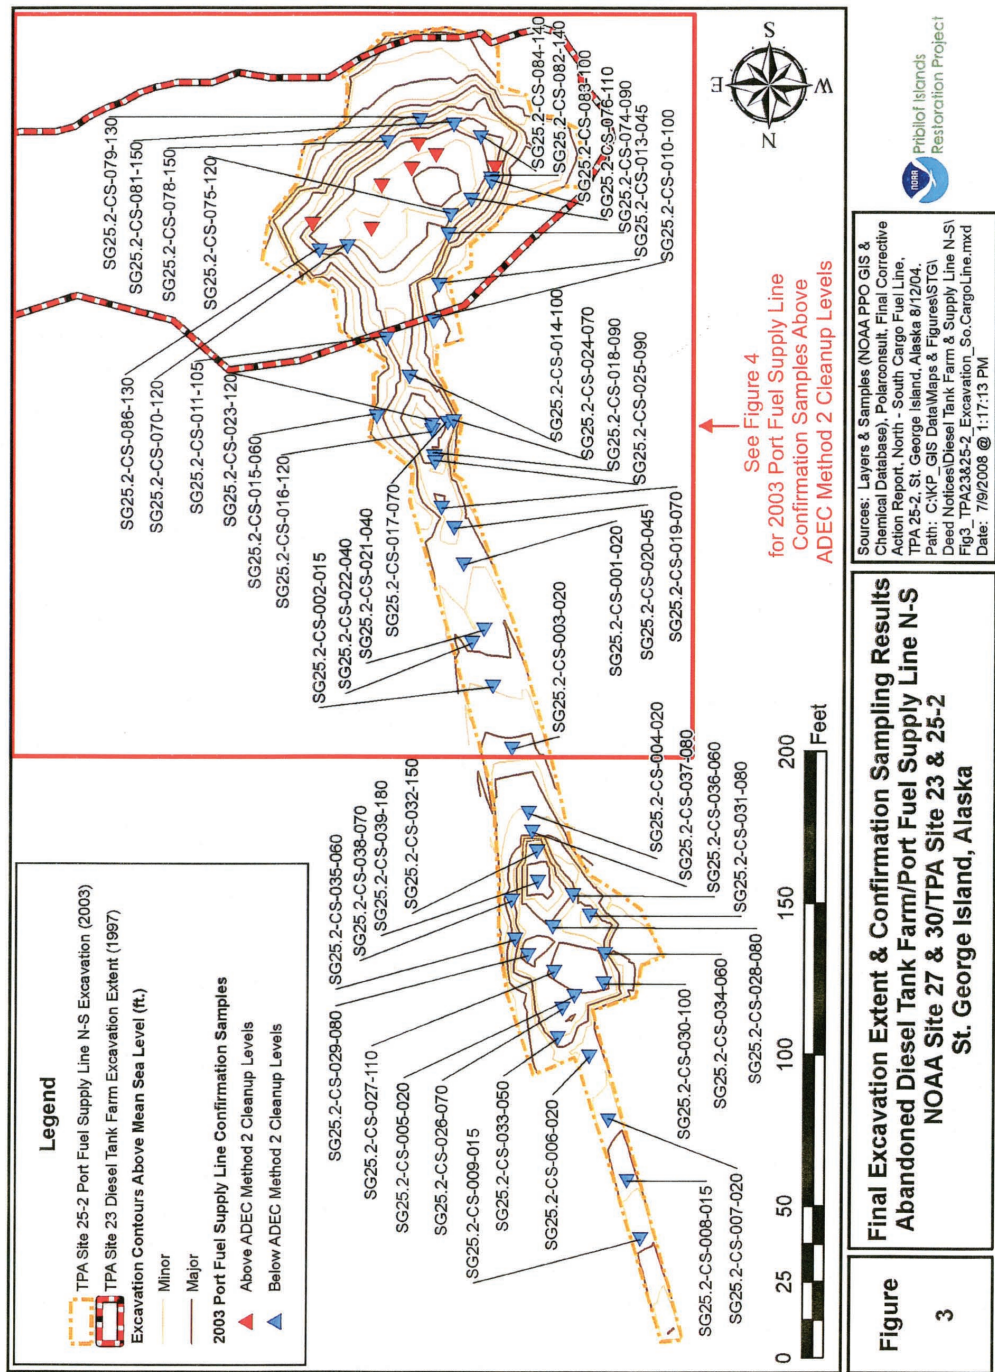 Legend
TPA Site 25-2 Port Fuel Supply Line N-S Excavation (2003)
TPA Site 23 Diesel Tank Farm Excavation Extent (1997)
Excavation Contours Above Mean Sea Level (ft.)
Minor
Major
2003 Port Fuel Supply Line Confirmation Samples
Above ADEC Method 2 Cleanup Levels
Below ADEC Method 2 Cleanup Levels
SG25.2-CS-079-130
SG25.2-CS-081-150
SG25.2-CS-078-150
SG25.2-CS-075-120
SG25.2-CS-086-130
SG25.2-CS-070-120
SG25.2-CS-011-105
SG25.2-CS-023-120
SG25.2-CS-015-060
SG25.2-CS-016-120
SG25.2-CS-002-015
SG25.2-CS-022-040
SG25.2-CS-021-040
SG25.2-CS-017-070
SG25.2-CS-035-060
SG25.2-CS-038-070
SG25.2-CS-039-180
SG25.2-CS-032-150
SG25.2-CS-029-080
SG25.2-CS-027-110
SG25.2-CS-005-020
SG25.2-CS-026-070
SG25.2-CS-009-015
SG25.2-CS-033-050
SG25.2-CS-006-020
SG25.2-CS-084-140
SG25.2-CS-082-140
SG25.2-CS-083-100
SG25.2-CS-076-110
SG25.2-CS-074-090
SG25.2-CS-013-045
SG25.2-CS-010-100
SG25.2-CS-014-100
SG25.2-CS-024-070
SG25.2-CS-018-090
SG25.2-CS-025-090
SG25.2-CS-003-020
SG25.2-CS-001-020
SG25.2-CS-020-045
SG25.2-CS-019-070
SG25.2-CS-004-020
SG25.2-CS-037-080
SG25.2-CS-036-060
SG25.2-CS-031-080
SG25.2-CS-030-100
SG25.2-CS-034-060
SG25.2-CS-028-080
SG25.2-CS-008-015
SG25.2-CS-007-020
See Figure 4
for 2003 Port Fuel Supply Line
Confirmation Samples Above
ADEC Method 2 Cleanup Levels
N
E
S
W
0
25
50
100
150
200
Feet
Figure
3
Final Excavation Extent & Confirmation Sampling Results
Abandoned Diesel Tank Farm/Port Fuel Supply Line N-S
NOAA Site 27 & 30/TPA Site 23 & 25-2
St. George Island, Alaska
Sources: Layers & Samples (NOAA PPO GIS &
Chemical Database), Polarconsult, Final Corrective
Action Report, North - South Cargo Fuel Line,
TPA 25-2, St. George Island, Alaska 8/12/04.
Path: C:\KP_GIS Data\Maps & Figures\STG\
Deed Notices\Diesel Tank Farm & Supply Line N-S\
Fig3_TPA23&25-2_Excavation_So.CargoLine.mxd
Date: 7/9/2008 @ 1:17:13 PM
NOAA
Pribilof Islands
Restoration Project